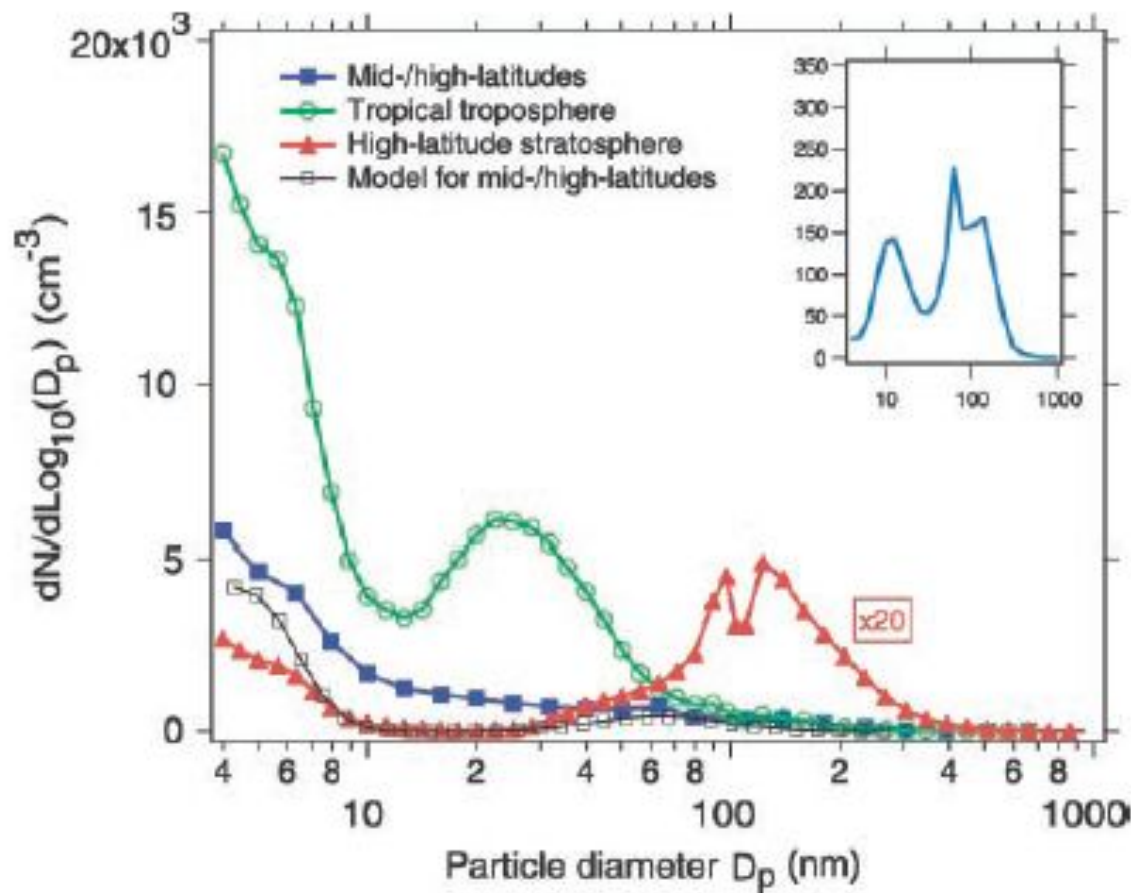 20x10³
15
10
5
0
dN/dLog₁₀(Dₚ) (cm⁻³)
Mid-/high-latitudes
Tropical troposphere
High-latitude stratosphere
Model for mid-/high-latitudes
350
300
250
200
150
100
50
0
10 100 1000
x20
4 6 8 2 4 6 8 2 4 6 8
10 100 1000
Particle diameter Dₚ (nm)